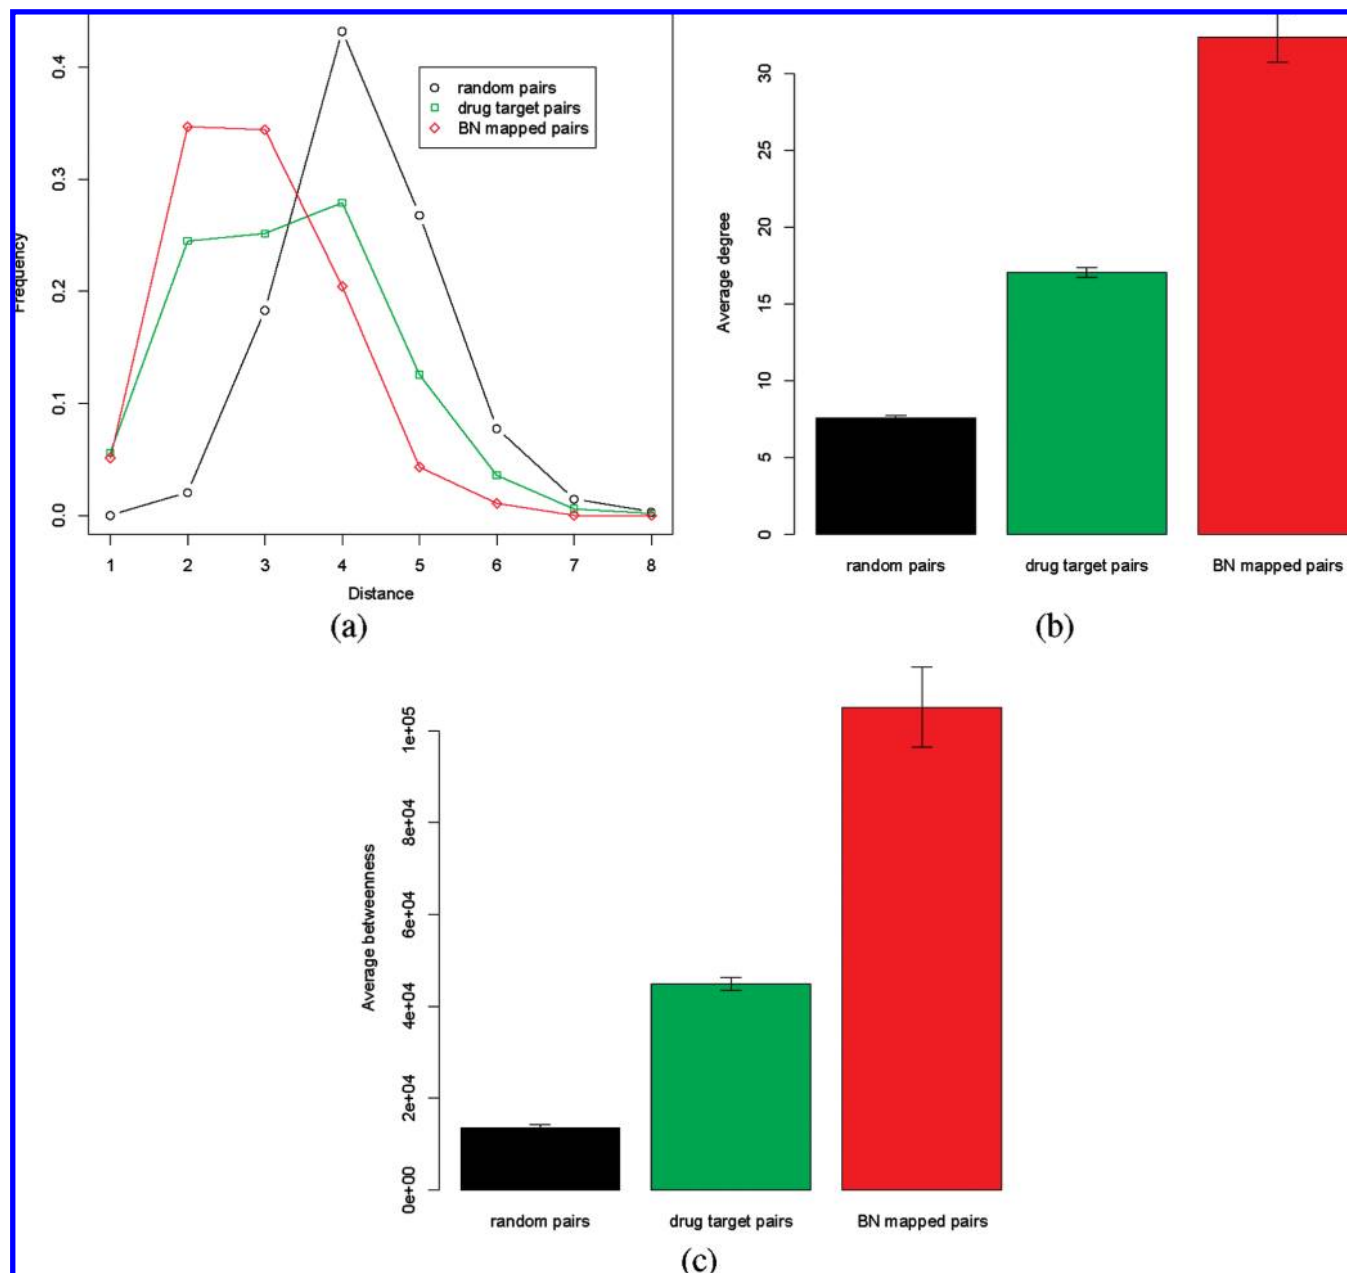 0.4
0.3
0.2
0.1
0.0
Frequency
random pairs
drug target pairs
BN mapped pairs
1 2 3 4 5 6 7 8
Distance
(a)
30
25
20
15
10
5
0
Average degree
random pairs drug target pairs BN mapped pairs
(b)
1e+05
8e+04
6e+04
4e+04
2e+04
0e+00
Average betweenness
random pairs drug target pairs BN mapped pairs
(c)